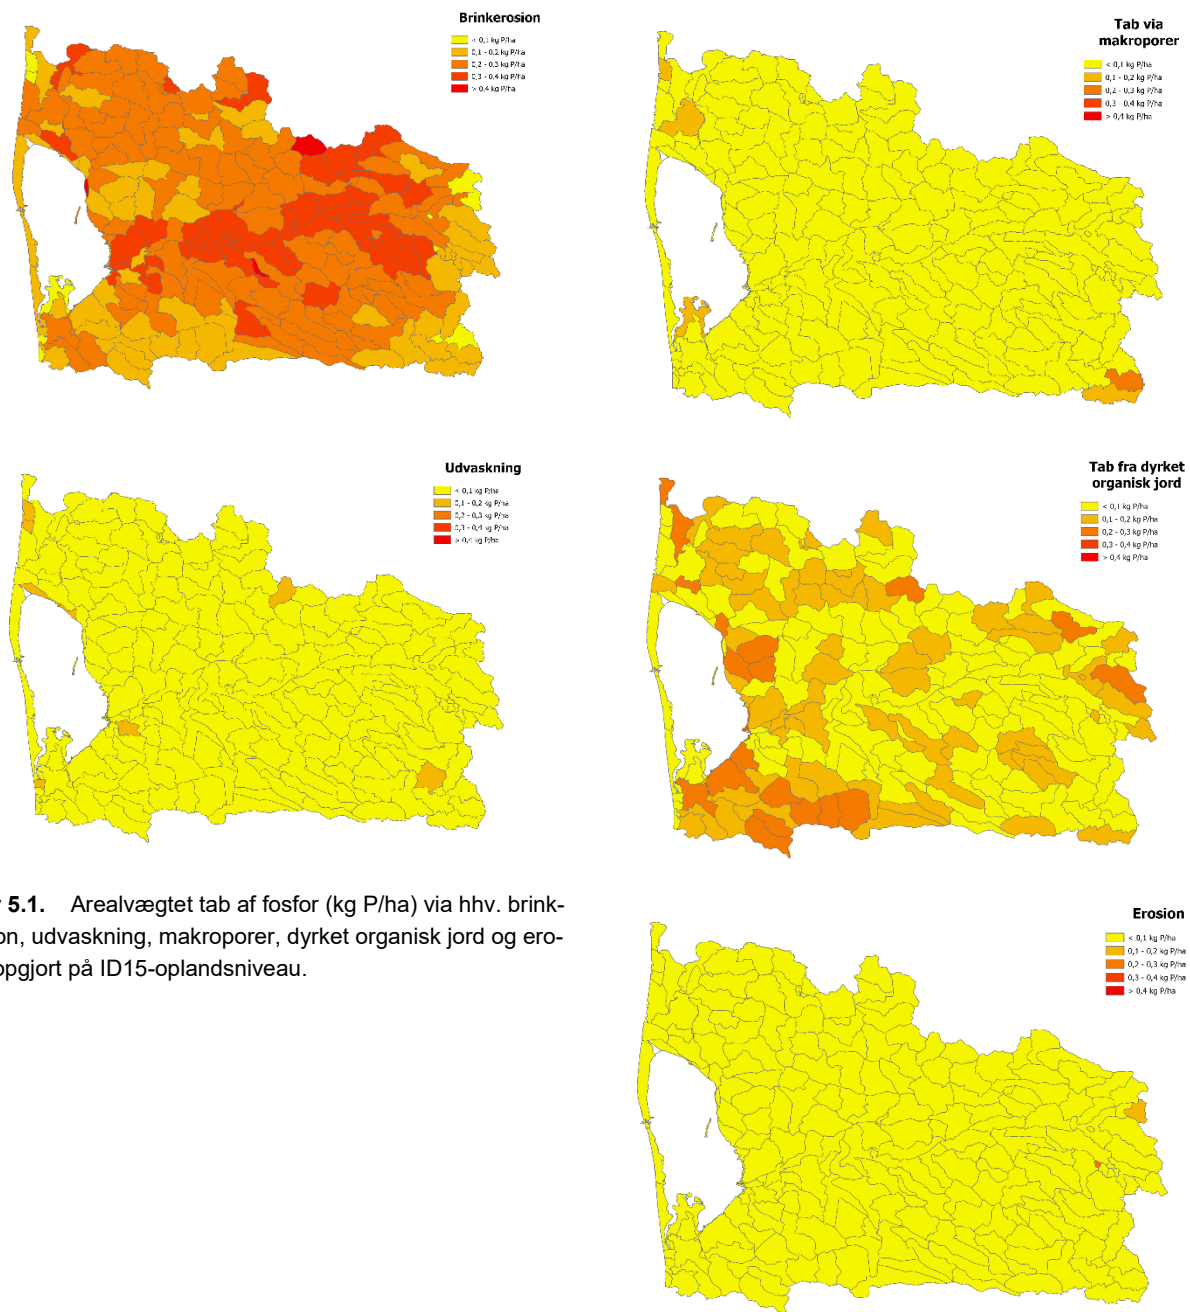 Brinkerosion
< 0,1 kg P/ha
0,1 - 0,2 kg P/ha
0,2 - 0,3 kg P/ha
0,3 - 0,4 kg P/ha
> 0,4 kg P/ha
Tab via
makroporer
< 0,1 kg P/ha
0,1 - 0,2 kg P/ha
0,2 - 0,3 kg P/ha
0,3 - 0,4 kg P/ha
> 0,4 kg P/ha
Udvaskning
< 0,1 kg P/ha
0,1 - 0,2 kg P/ha
0,2 - 0,3 kg P/ha
0,3 - 0,4 kg P/ha
> 0,4 kg P/ha
Tab fra dyrket
organisk jord
< 0,1 kg P/ha
0,1 - 0,2 kg P/ha
0,2 - 0,3 kg P/ha
0,3 - 0,4 kg P/ha
> 0,4 kg P/ha
5.1. Arealvægtet tab af fosfor (kg P/ha) via hhv. brink-
on, udvaskning, makroporer, dyrket organisk jord og ero-
opgjort på ID15-oplandsniveau.
Erosion
< 0,1 kg P/ha
0,1 - 0,2 kg P/ha
0,2 - 0,3 kg P/ha
0,3 - 0,4 kg P/ha
> 0,4 kg P/ha